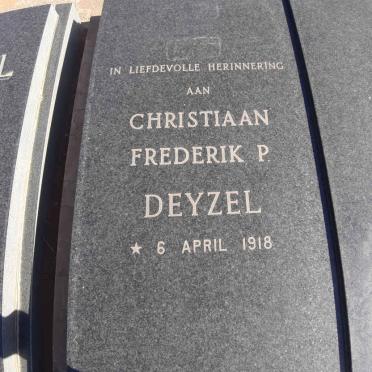 IN LIEFDEVOLLE HERINNERING
AAN
CHRISTIAAN
FREDERIK P.
DEYZEL
★ 6 APRIL 1918